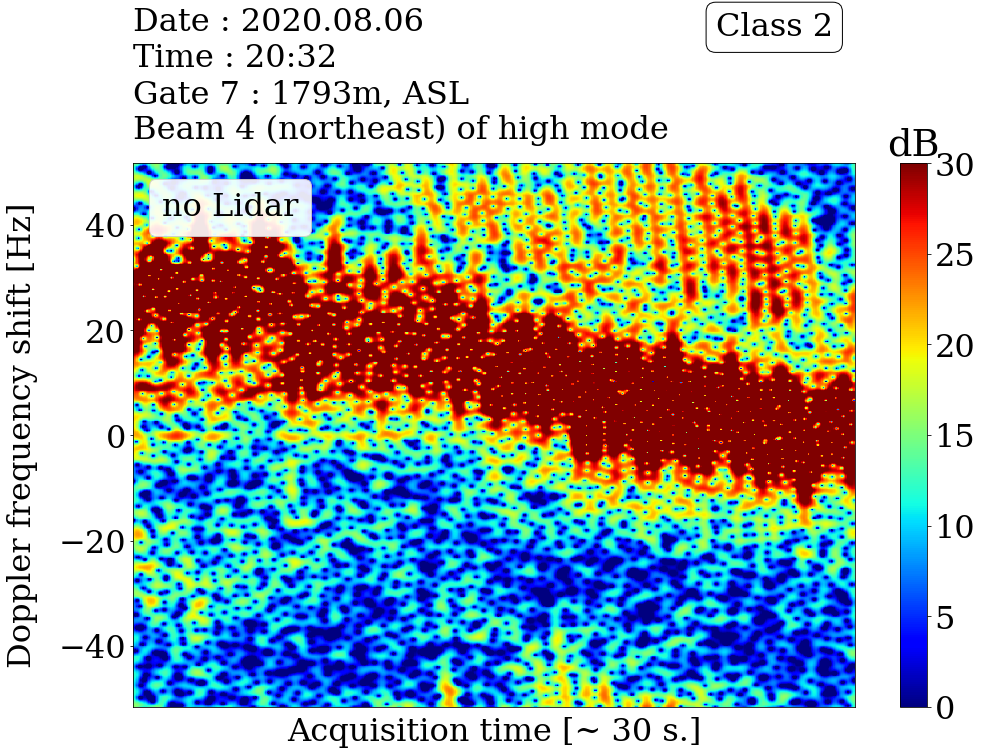 Date : 2020.08.06
Time : 20:32
Gate 7 : 1793m, ASL
Beam 4 (northeast) of high mode
Class 2
dB
no Lidar
Doppler frequency shift [Hz]
40
20
0
−20
−40
30
25
20
15
10
5
0
Acquisition time [~ 30 s.]